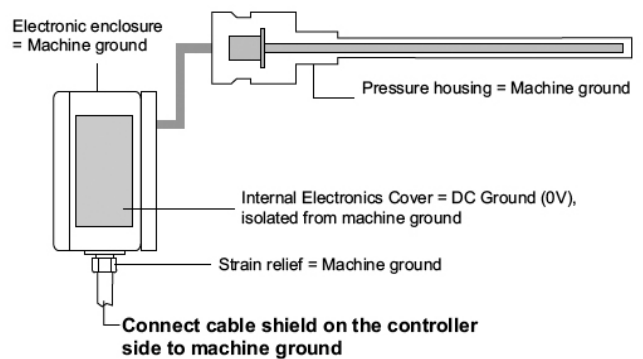 Electronic enclosure
= Machine ground
Pressure housing = Machine ground
Internal Electronics Cover = DC Ground (0V),
isolated from machine ground
Strain relief = Machine ground
Connect cable shield on the controller
side to machine ground